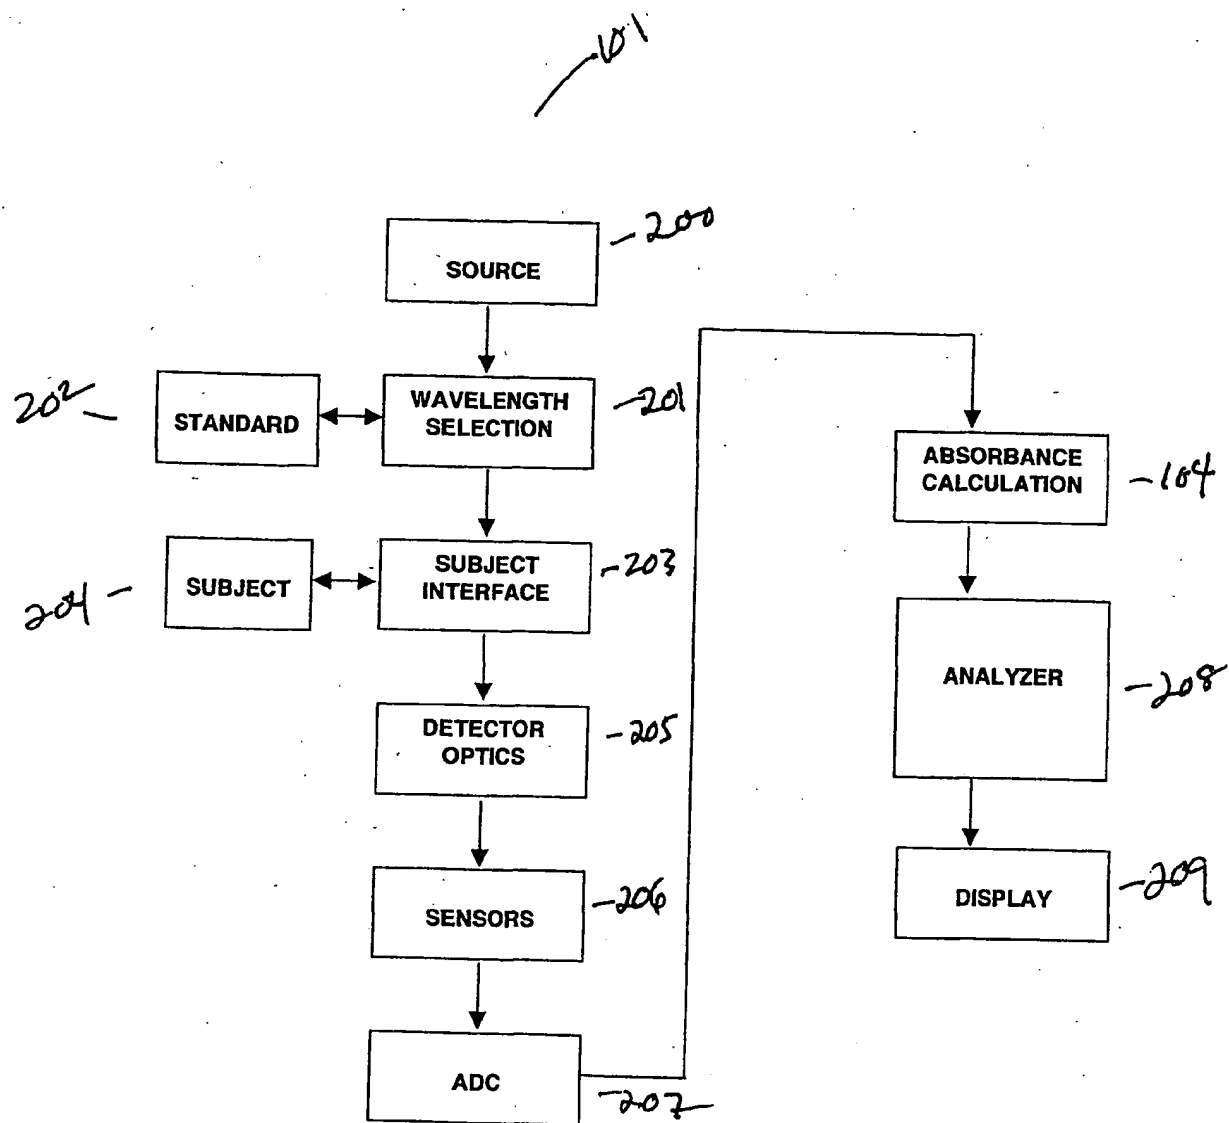 101
SOURCE
200
WAVELENGTH
SELECTION
201
202
STANDARD
SUBJECT
INTERFACE
203
204
SUBJECT
DETECTOR
OPTICS
205
SENSORS
206
ADC
207
ABSORBANCE
CALCULATION
104
ANALYZER
208
DISPLAY
209